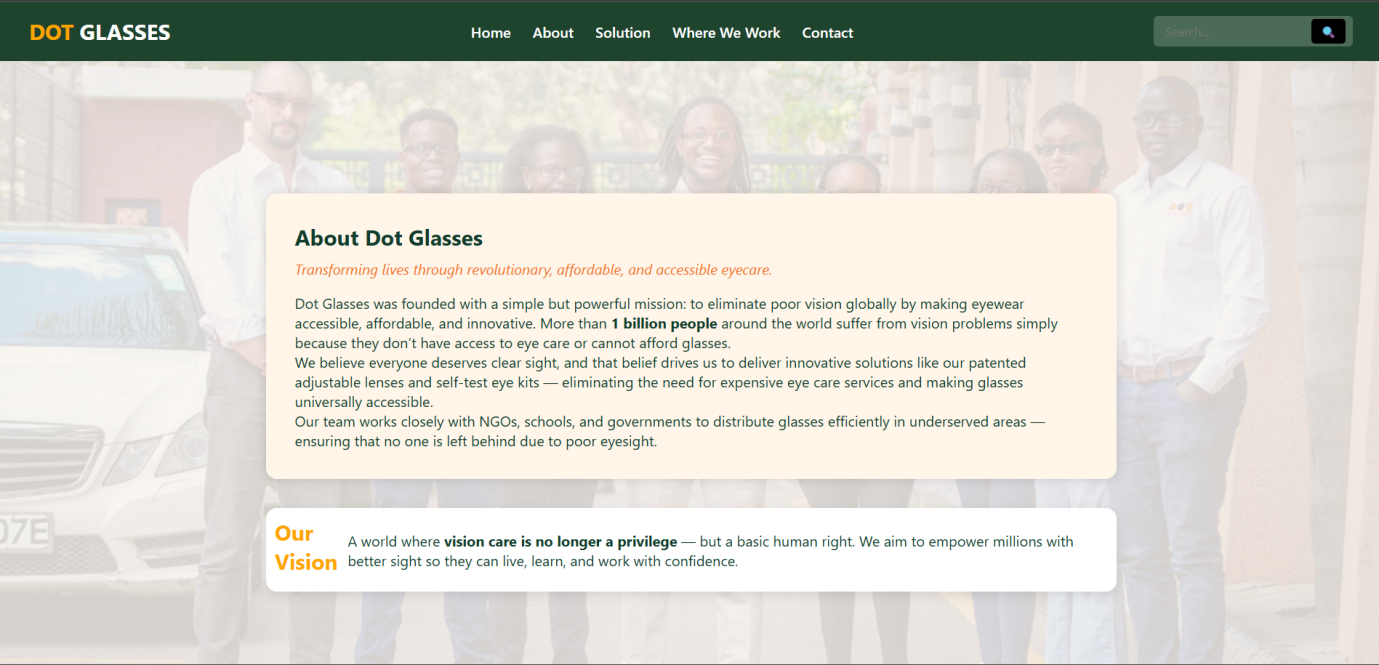 DOT GLASSES
Home About Solution Where We Work Contact
Search...
About Dot Glasses
Transforming lives through revolutionary, affordable, and accessible eyecare.
Dot Glasses was founded with a simple but powerful mission: to eliminate poor vision globally by making eyewear
accessible, affordable, and innovative. More than 1 billion people around the world suffer from vision problems simply
because they don’t have access to eye care or cannot afford glasses.
We believe everyone deserves clear sight, and that belief drives us to deliver innovative solutions like our patented
adjustable lenses and self-test eye kits — eliminating the need for expensive eye care services and making glasses
universally accessible.
Our team works closely with NGOs, schools, and governments to distribute glasses efficiently in underserved areas —
ensuring that no one is left behind due to poor eyesight.
Our
Vision
A world where vision care is no longer a privilege — but a basic human right. We aim to empower millions with
better sight so they can live, learn, and work with confidence.
DOT
07E